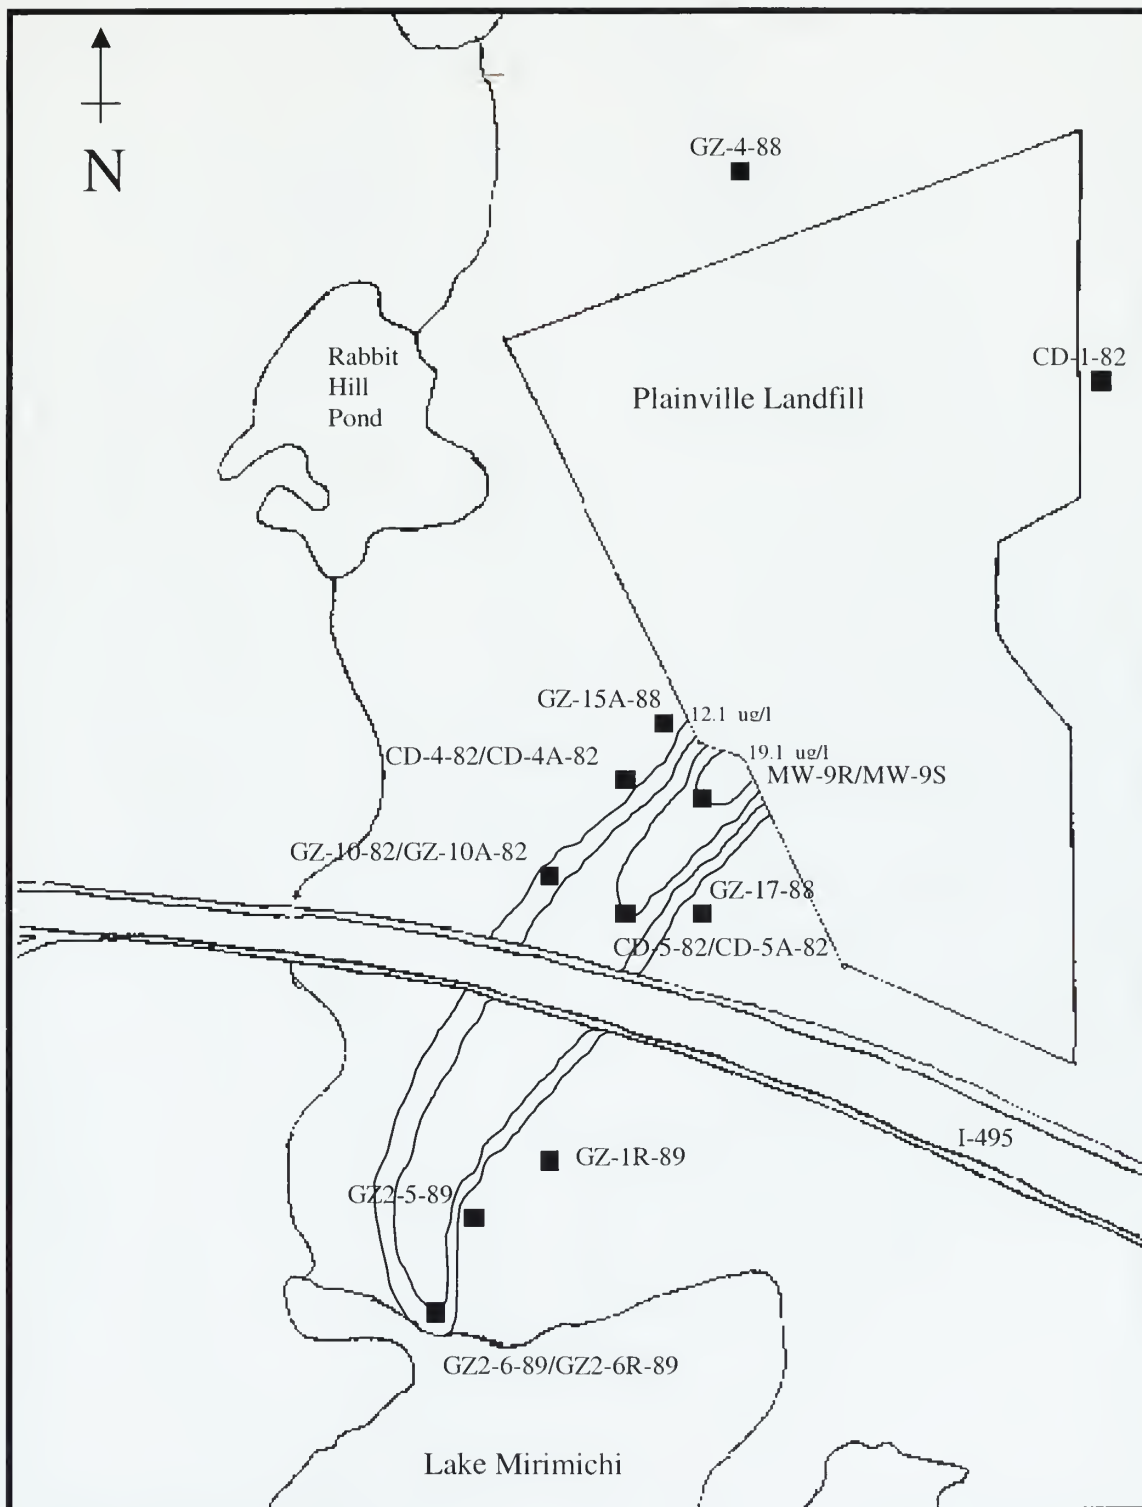 N
GZ-4-88
CD-1-82
Rabbit
Hill
Pond
Plainville Landfill
GZ-15A-88
12.1 ug/l
CD-4-82/CD-4A-82
19.1 ug/l
MW-9R/MW-9S
GZ-10-82/GZ-10A-82
GZ-17-88
CD-5-82/CD-5A-82
I-495
GZ-1R-89
GZ2-5-89
GZ2-6-89/GZ2-6R-89
Lake Mirimichi